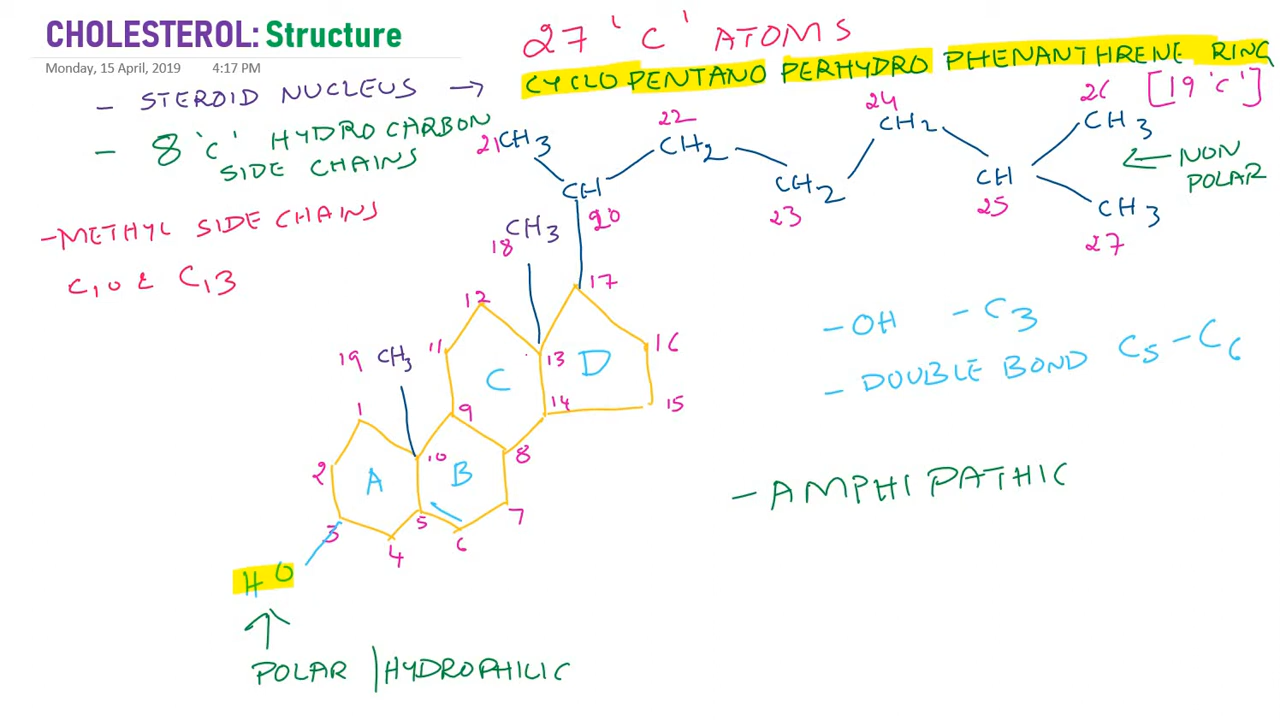 CHOLESTEROL: Structure
Monday, 15 April, 2019 4:17 PM
27 'C' ATOMS
- STEROID NUCLEUS → CYCLO PENTANO PERHYDRO PHENANTHRENE RING
[19 'C']
- 8 'C' HYDROCARBON
SIDE CHAINS
- METHYL SIDE CHAINS
C10 & C13
21 CH3
22
CH2
24
CH2
26
CH3
← NON
POLAR
CH
20
CH2
23
CH
25
CH3
27
18 CH3
17
12
19 CH3
11
13
D
16
C
14
15
1
9
2
A
10
B
8
3
4
5
6
7
HO
↑
POLAR | HYDROPHILIC
- OH - C3
- DOUBLE BOND C5 - C6
- AMPHIPATHIC